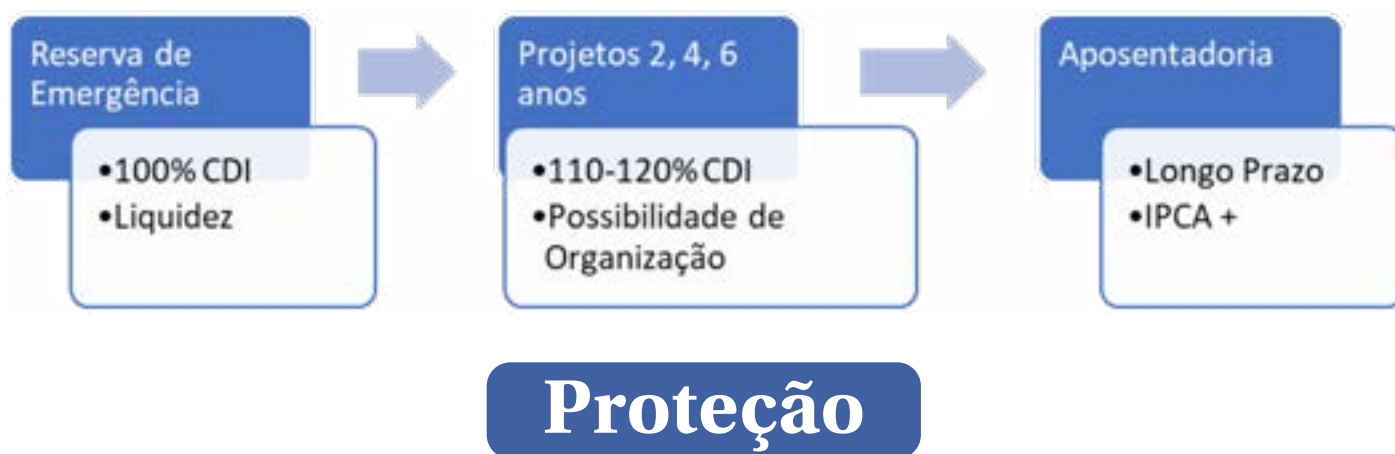 Reserva de
Emergência
•100% CDI
•Liquidez
Projetos 2, 4, 6
anos
•110-120% CDI
•Possibilidade de
Organização
Aposentadoria
•Longo Prazo
•IPCA +
Proteção